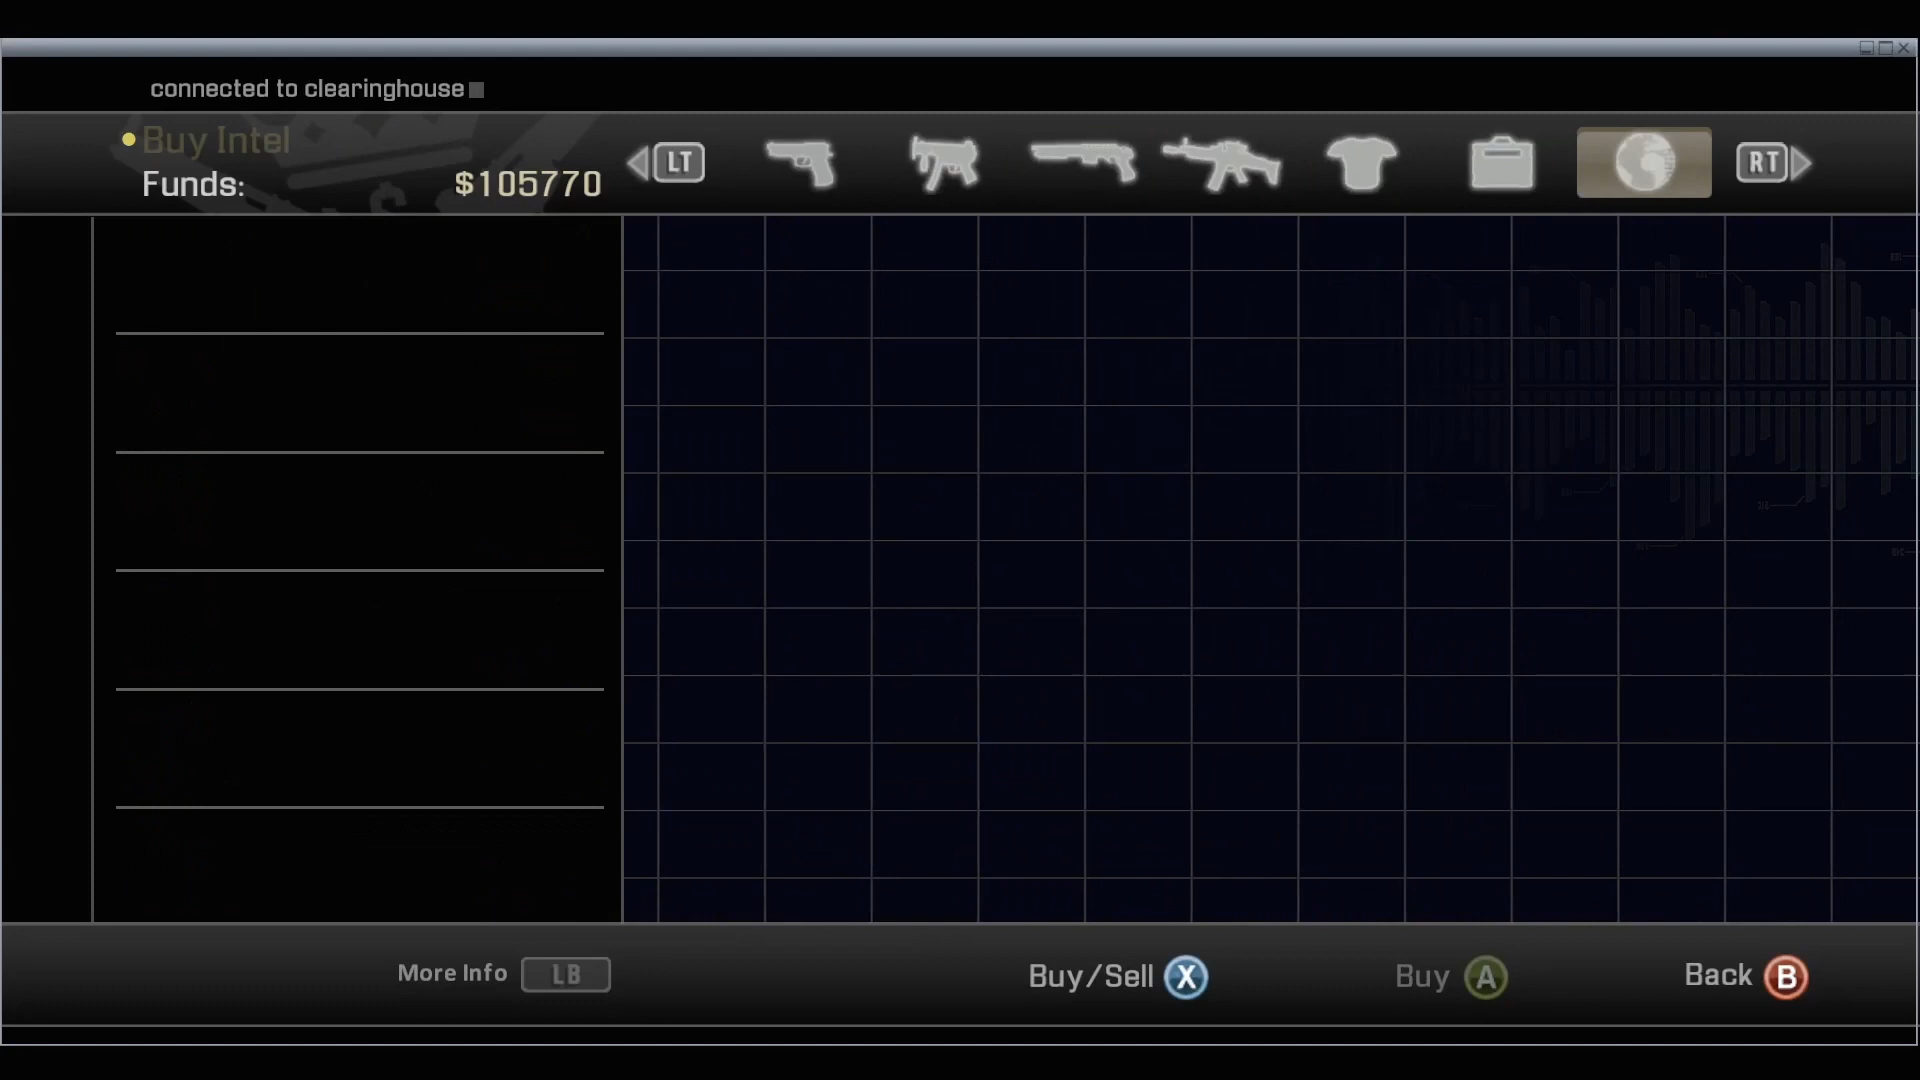 connected to clearinghouse
Buy Intel
Funds: $105770
LT
RT
More Info LB
Buy/Sell X
Buy A
Back B